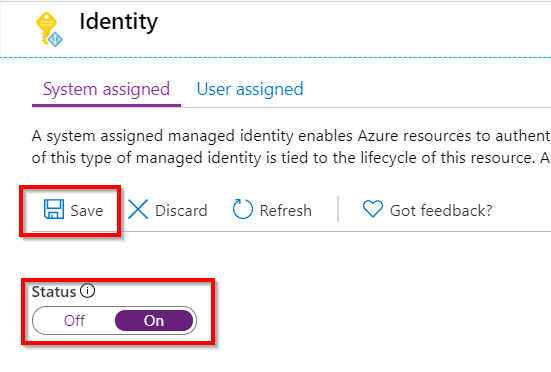 Identity
System assigned User assigned
A system assigned managed identity enables Azure resources to authent
of this type of managed identity is tied to the lifecycle of this resource. A
Save Discard Refresh Got feedback?
Status
Off On